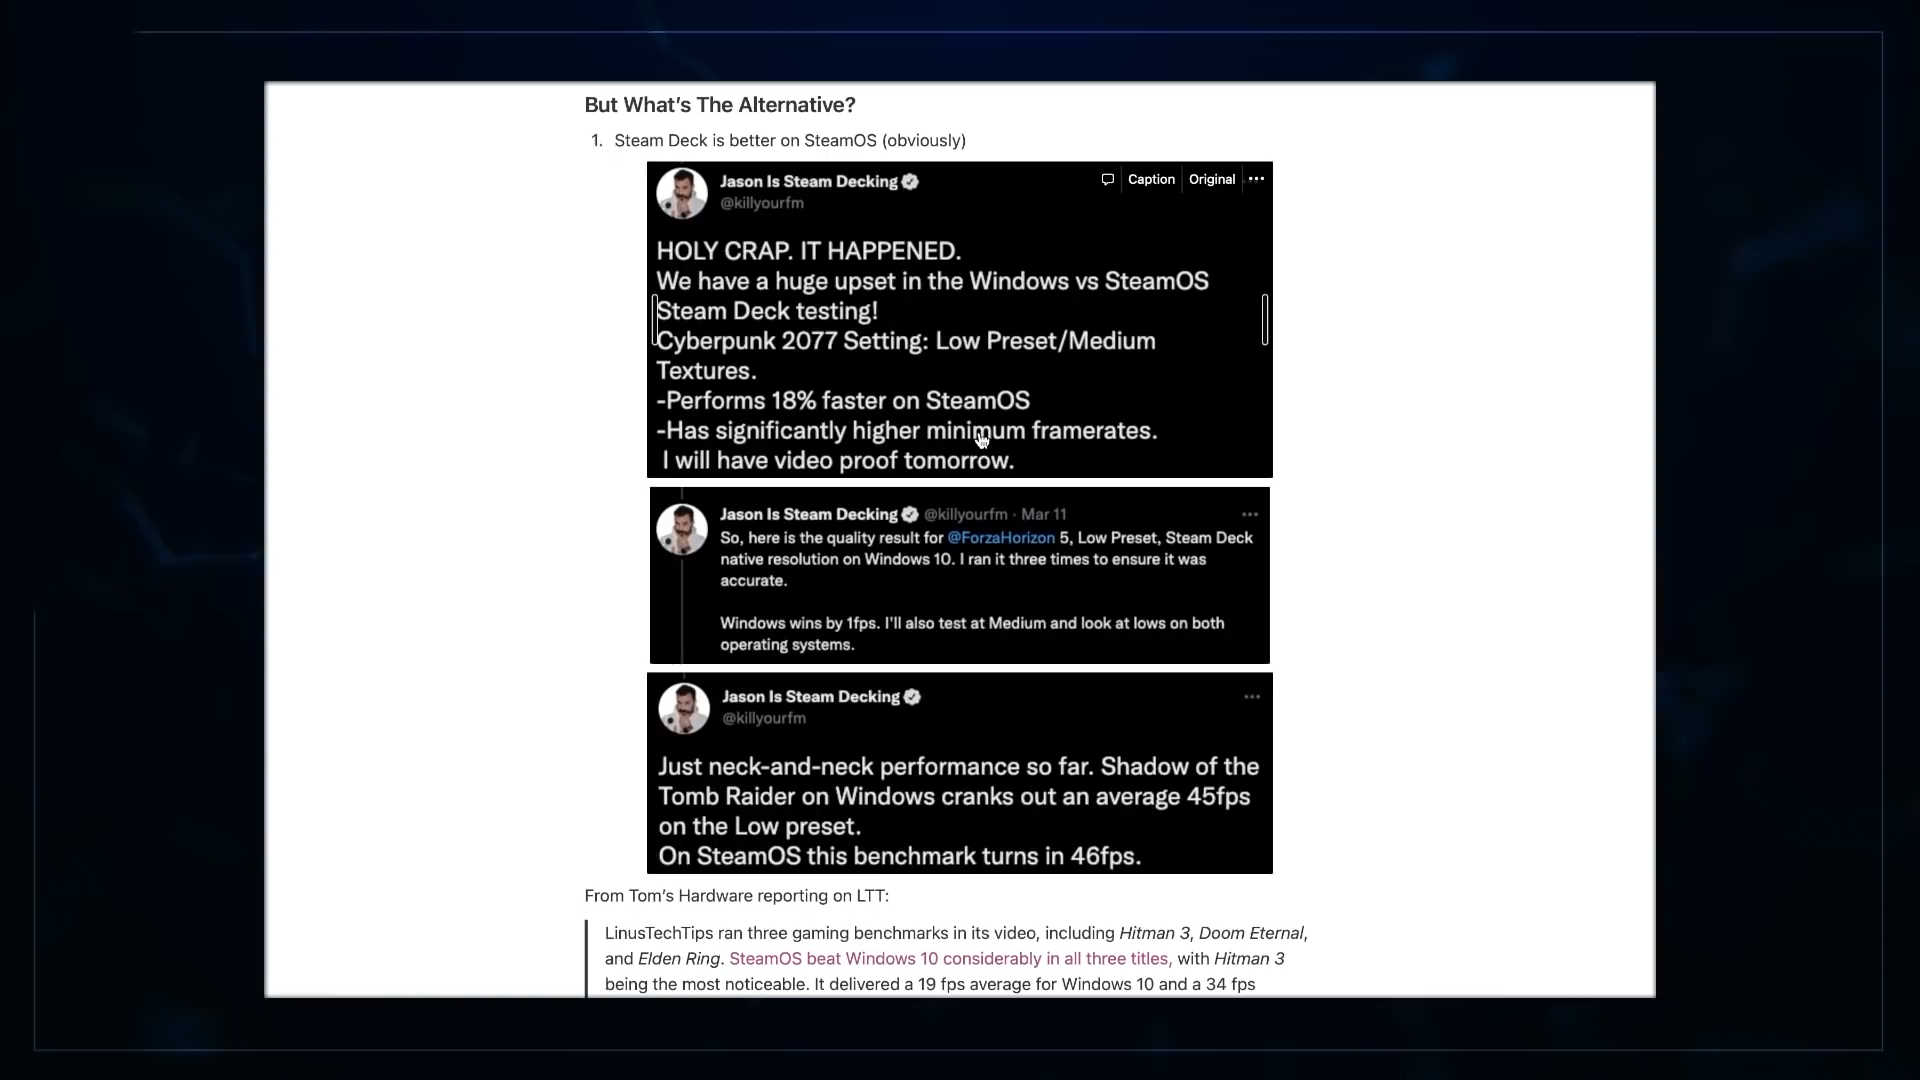 But What's The Alternative?
1. Steam Deck is better on SteamOS (obviously)
Jason Is Steam Decking
@killyourfm
Caption
Original
HOLY CRAP. IT HAPPENED.
We have a huge upset in the Windows vs SteamOS
Steam Deck testing!
Cyberpunk 2077 Setting: Low Preset/Medium
Textures.
-Performs 18% faster on SteamOS
-Has significantly higher minimum framerates.
I will have video proof tomorrow.
Jason Is Steam Decking @killyourfm · Mar 11
So, here is the quality result for @ForzaHorizon 5, Low Preset, Steam Deck
native resolution on Windows 10. I ran it three times to ensure it was
accurate.
Windows wins by 1fps. I'll also test at Medium and look at lows on both
operating systems.
Jason Is Steam Decking
@killyourfm
Just neck-and-neck performance so far. Shadow of the
Tomb Raider on Windows cranks out an average 45fps
on the Low preset.
On SteamOS this benchmark turns in 46fps.
From Tom's Hardware reporting on LTT:
LinusTechTips ran three gaming benchmarks in its video, including Hitman 3, Doom Eternal,
and Elden Ring. SteamOS beat Windows 10 considerably in all three titles, with Hitman 3
being the most noticeable. It delivered a 19 fps average for Windows 10 and a 34 fps